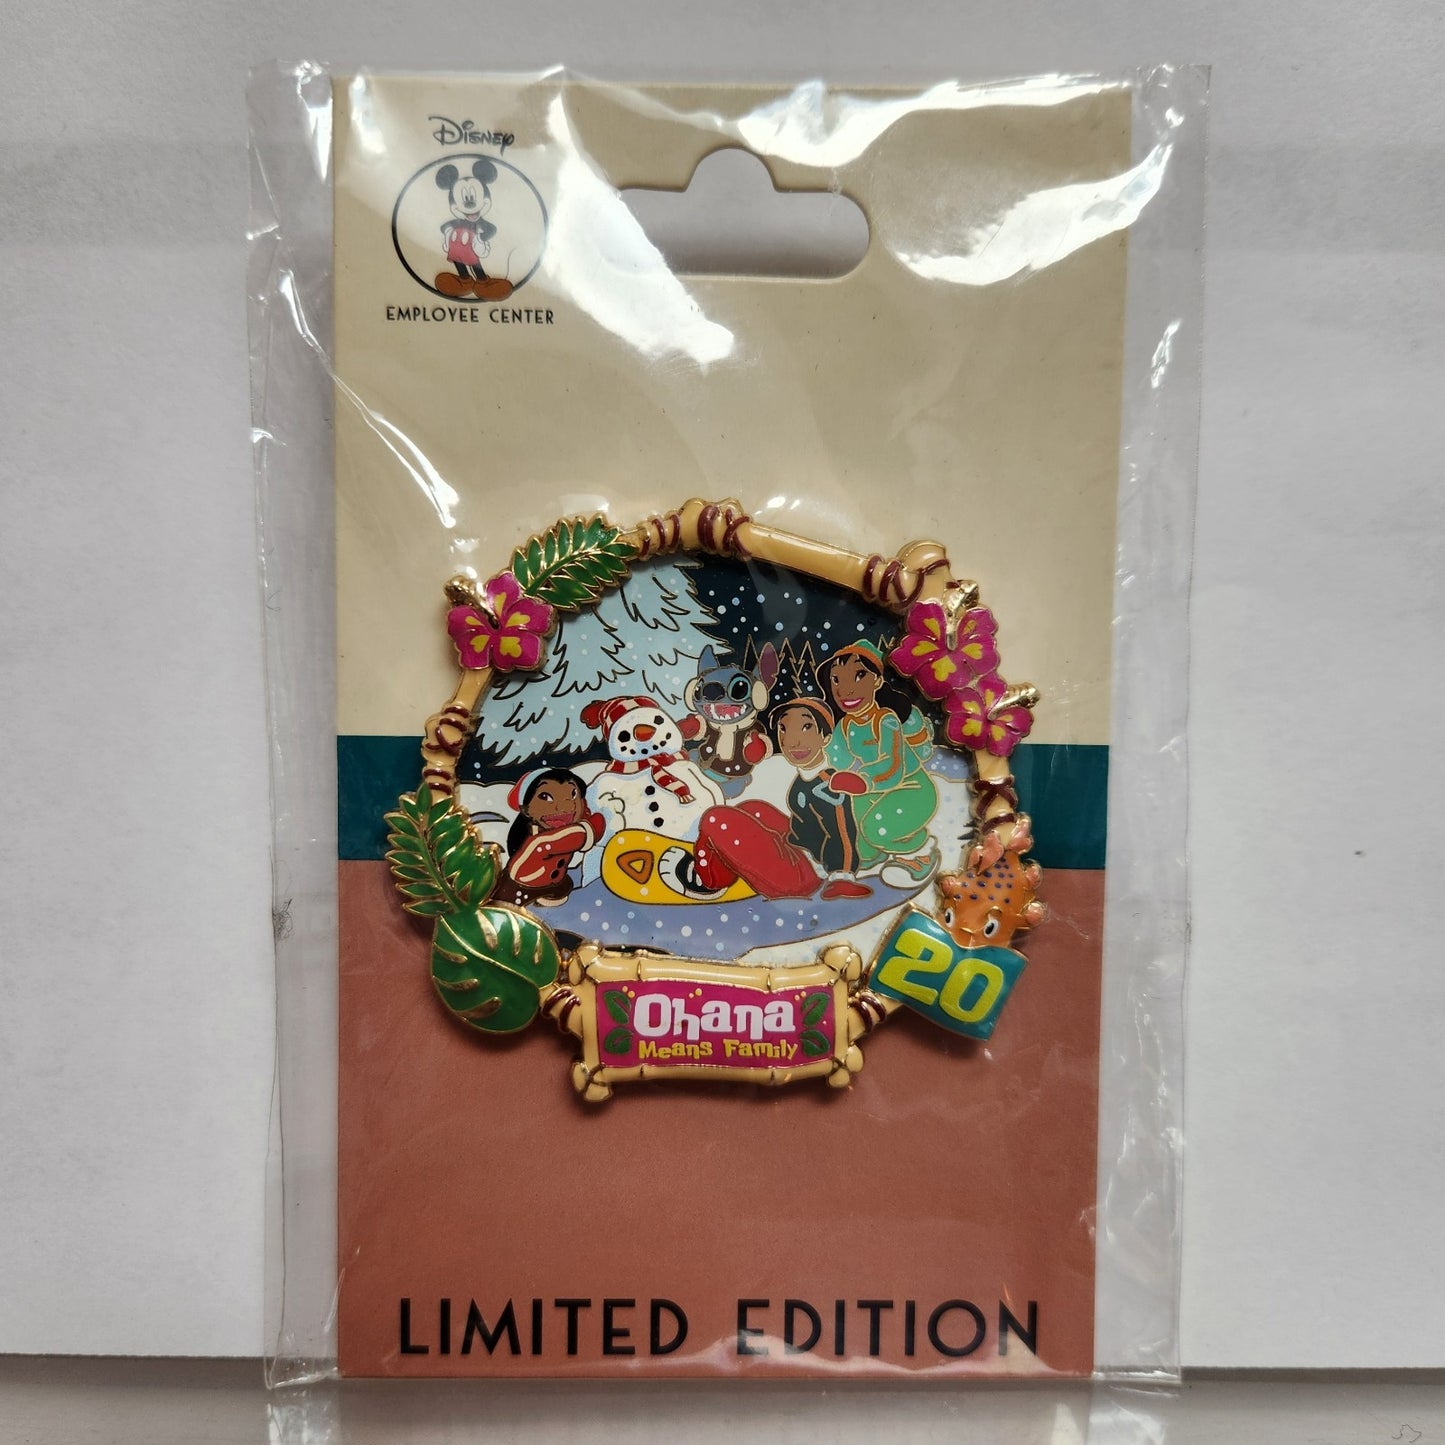 Disney
EMPLOYEE CENTER
20
Ohana
Means Family
LIMITED EDITION